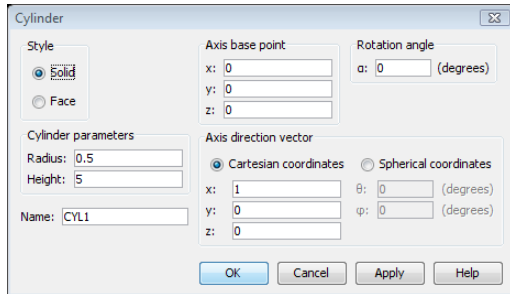 Cylinder
Style
Solid
Face
Axis base point
x: 0
y: 0
z: 0
Rotation angle
α: 0 (degrees)
Cylinder parameters
Radius: 0.5
Height: 5
Name: CYL1
Axis direction vector
Cartesian coordinates Spherical coordinates
x: 1 θ: 0 (degrees)
y: 0 φ: 0 (degrees)
z: 0
OK Cancel Apply Help